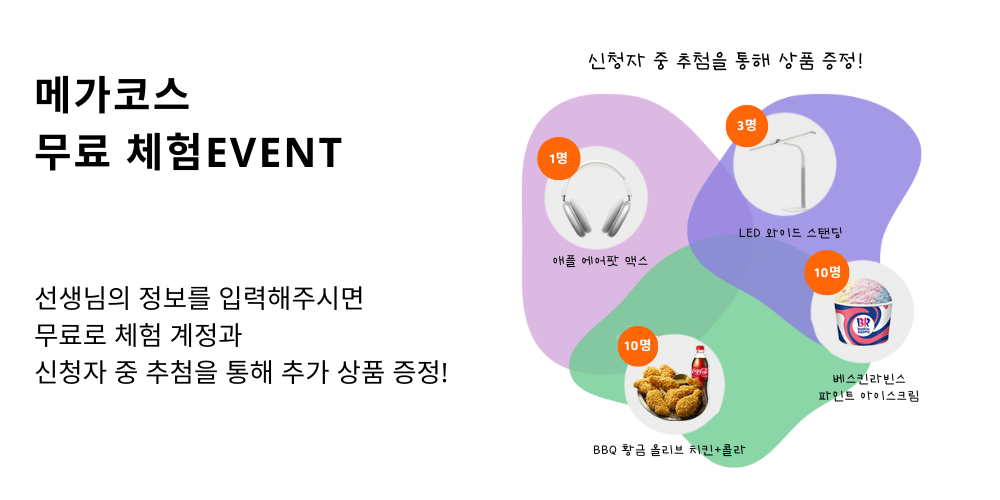 메가코스
무료 체험EVENT
선생님의 정보를 입력해주시면
무료로 체험 계정과
신청자 중 추첨을 통해 추가 상품 증정!
신청자 중 추첨을 통해 상품 증정!
1명
애플 에어팟 맥스
3명
LED 와이드 스탠딩
10명
BR
베스킨라빈스
파인트 아이스크림
10명
Coca-Cola
BBQ 황금 올리브 치킨+콜라